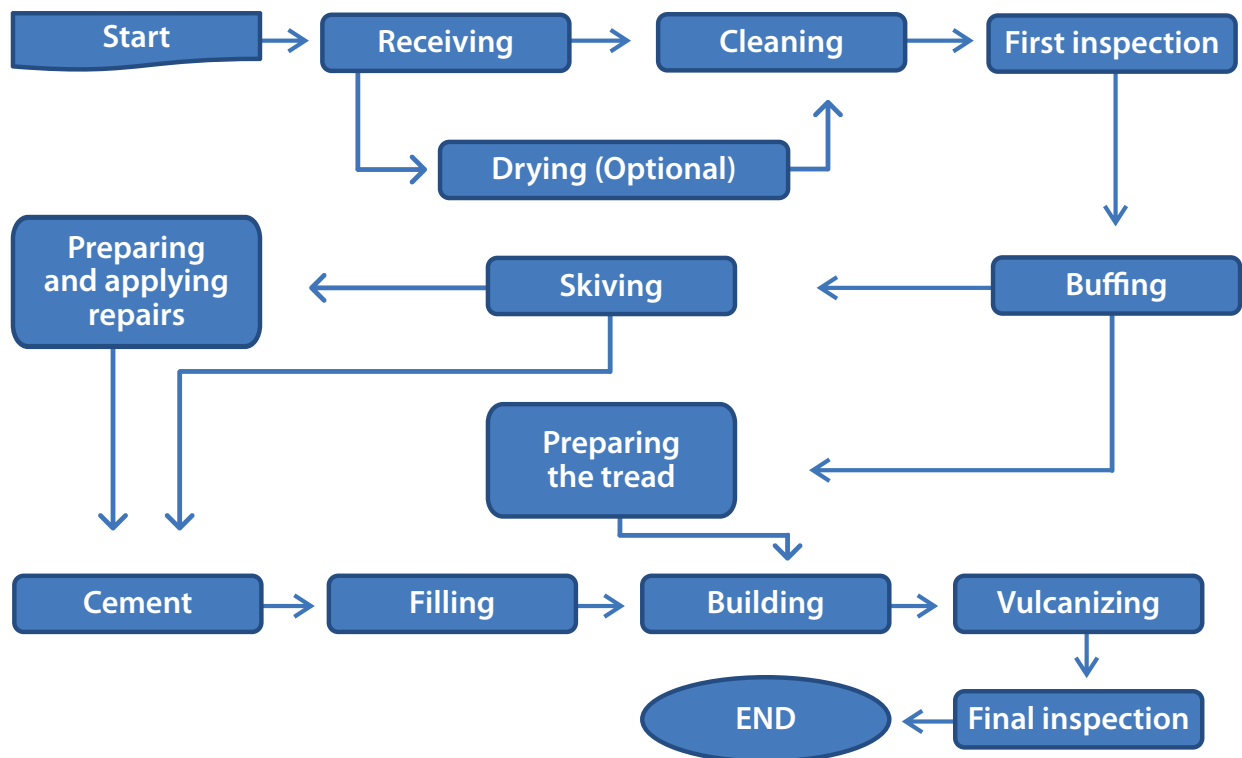 Start
Receiving
Cleaning
First inspection
Drying (Optional)
Preparing
and applying
repairs
Skiving
Buffing
Preparing
the tread
Cement
Filling
Building
Vulcanizing
END
Final inspection